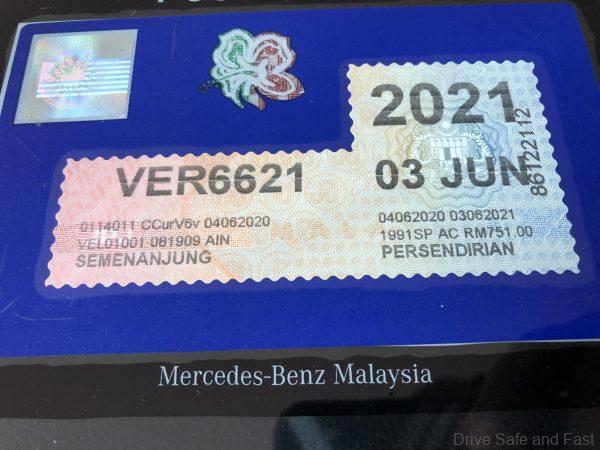 2021
03 JUN
86T22112
VER6621
0114011 CCurV6v 04062020
VEL01001 081909 AIN
SEMENANJUNG
04062020 03062021
1991SP AC RM751.00
PERSENDIRIAN
Mercedes-Benz Malaysia
Drive Safe and Fast